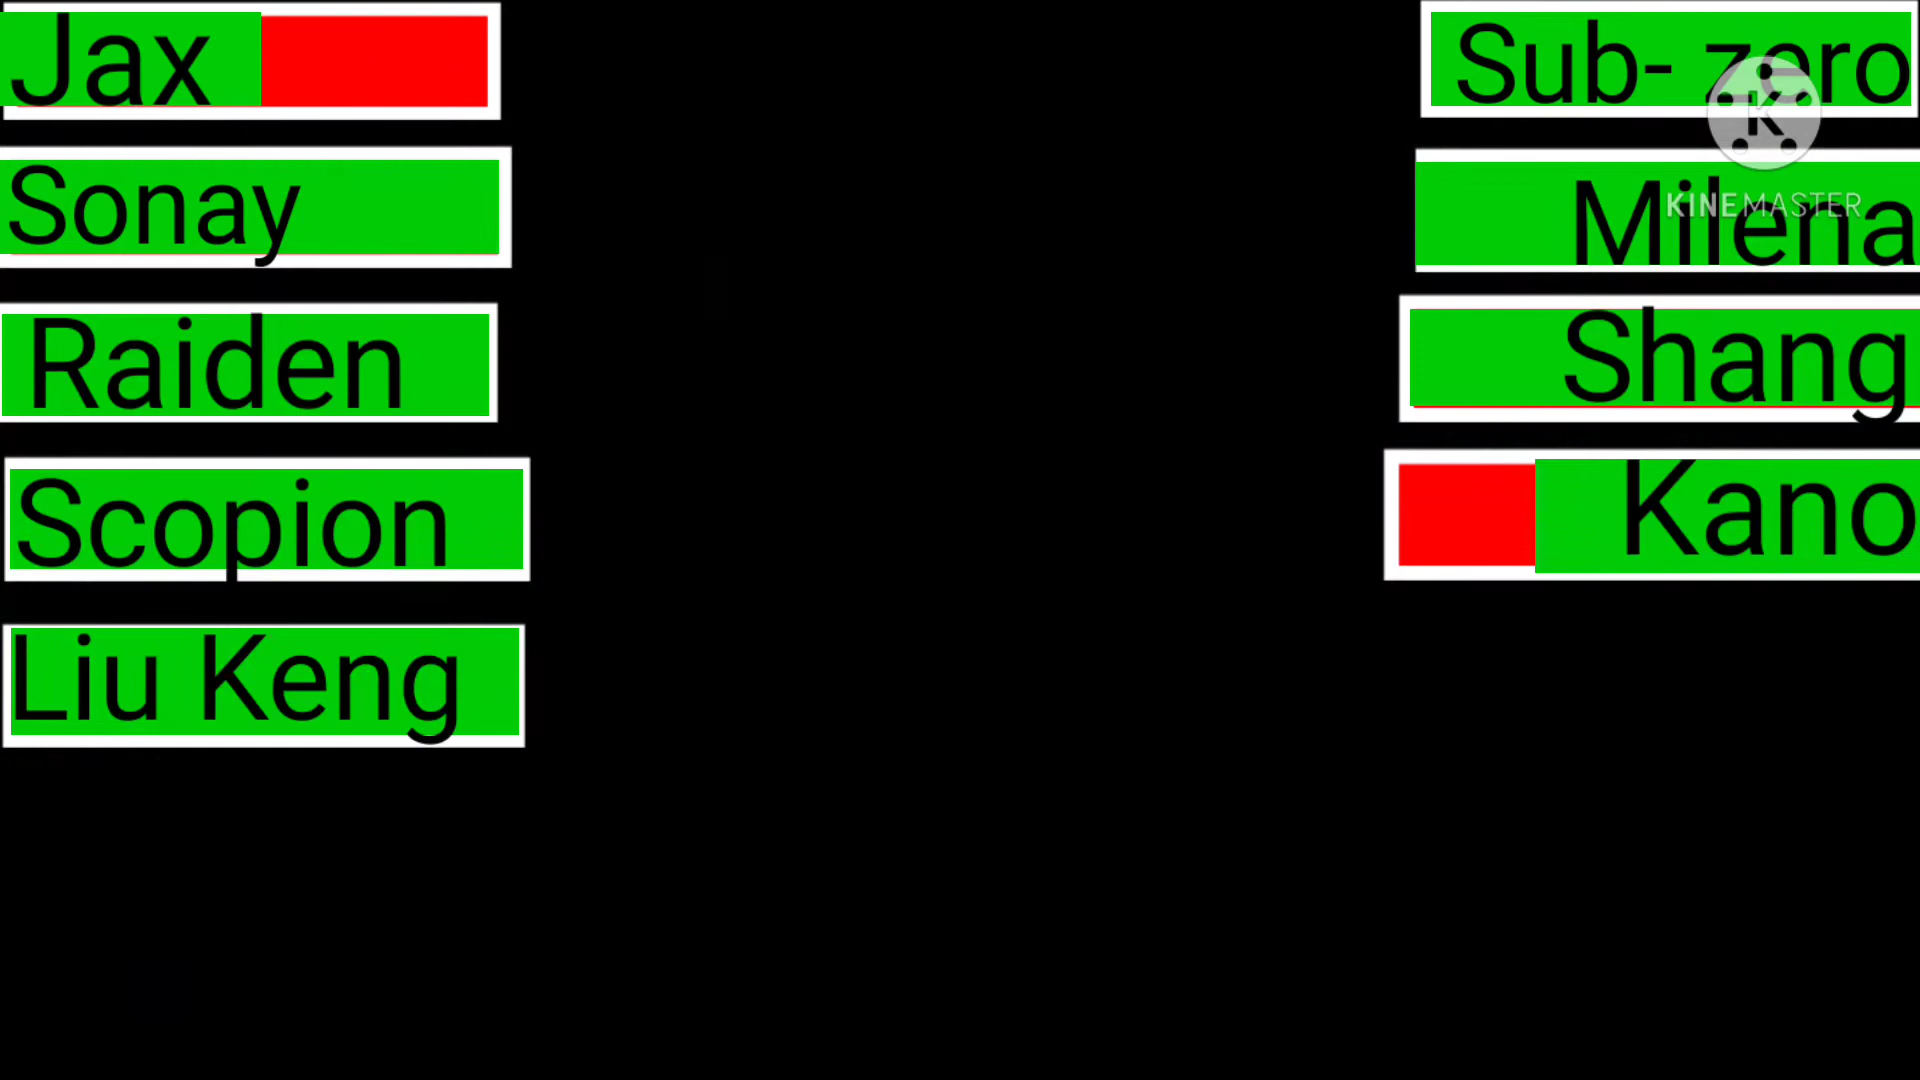 Jax
Sonay
Raiden
Scopion
Liu Keng
Sub- zero
Milena
Shang
Kano
K
KINEMASTER